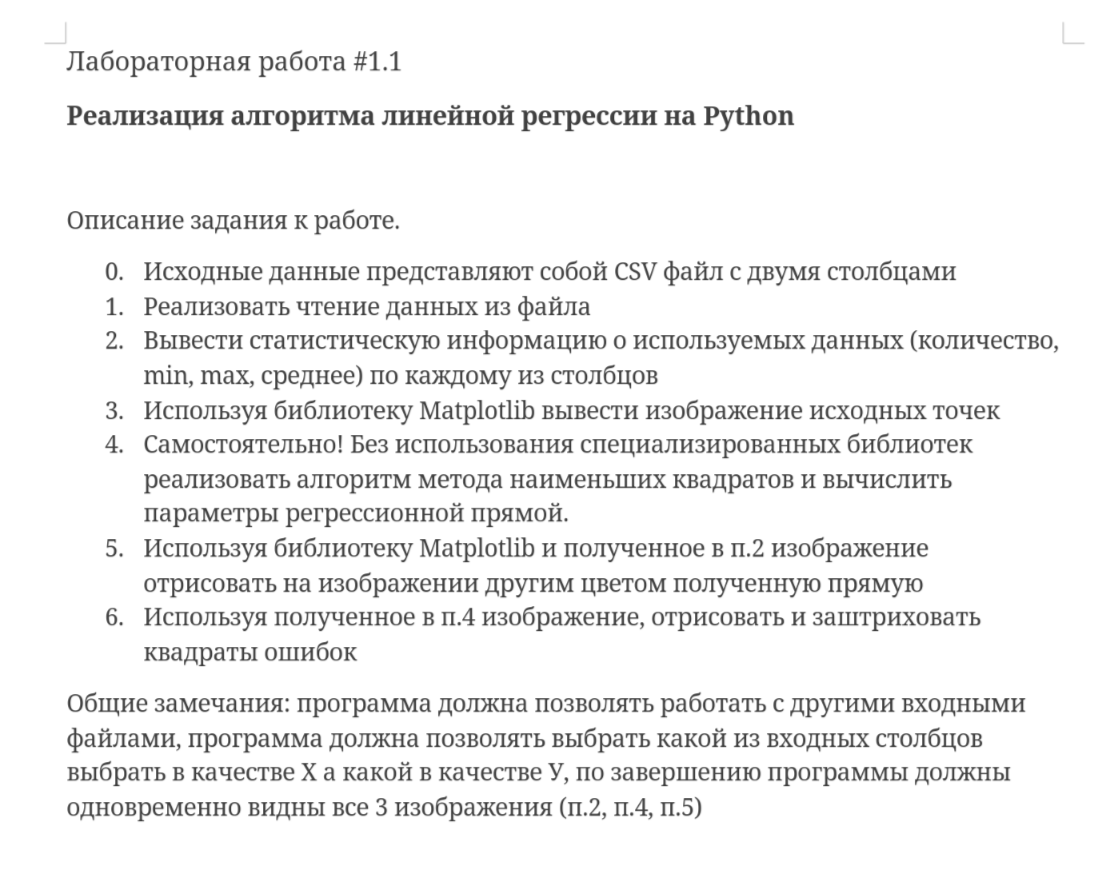 Лабораторная работа #1.1
Реализация алгоритма линейной регрессии на Python
Описание задания к работе.
0. Исходные данные представляют собой CSV файл с двумя столбцами
1. Реализовать чтение данных из файла
2. Вывести статистическую информацию о используемых данных (количество,
min, max, среднее) по каждому из столбцов
3. Используя библиотеку Matplotlib вывести изображение исходных точек
4. Самостоятельно! Без использования специализированных библиотек
реализовать алгоритм метода наименьших квадратов и вычислить
параметры регрессионной прямой.
5. Используя библиотеку Matplotlib и полученное в п.2 изображение
отрисовать на изображении другим цветом полученную прямую
6. Используя полученное в п.4 изображение, отрисовать и заштриховать
квадраты ошибок
Общие замечания: программа должна позволять работать с другими входными
файлами, программа должна позволять выбрать какой из входных столбцов
выбрать в качестве X а какой в качестве У, по завершению программы должны
одновременно видны все 3 изображения (п.2, п.4, п.5)